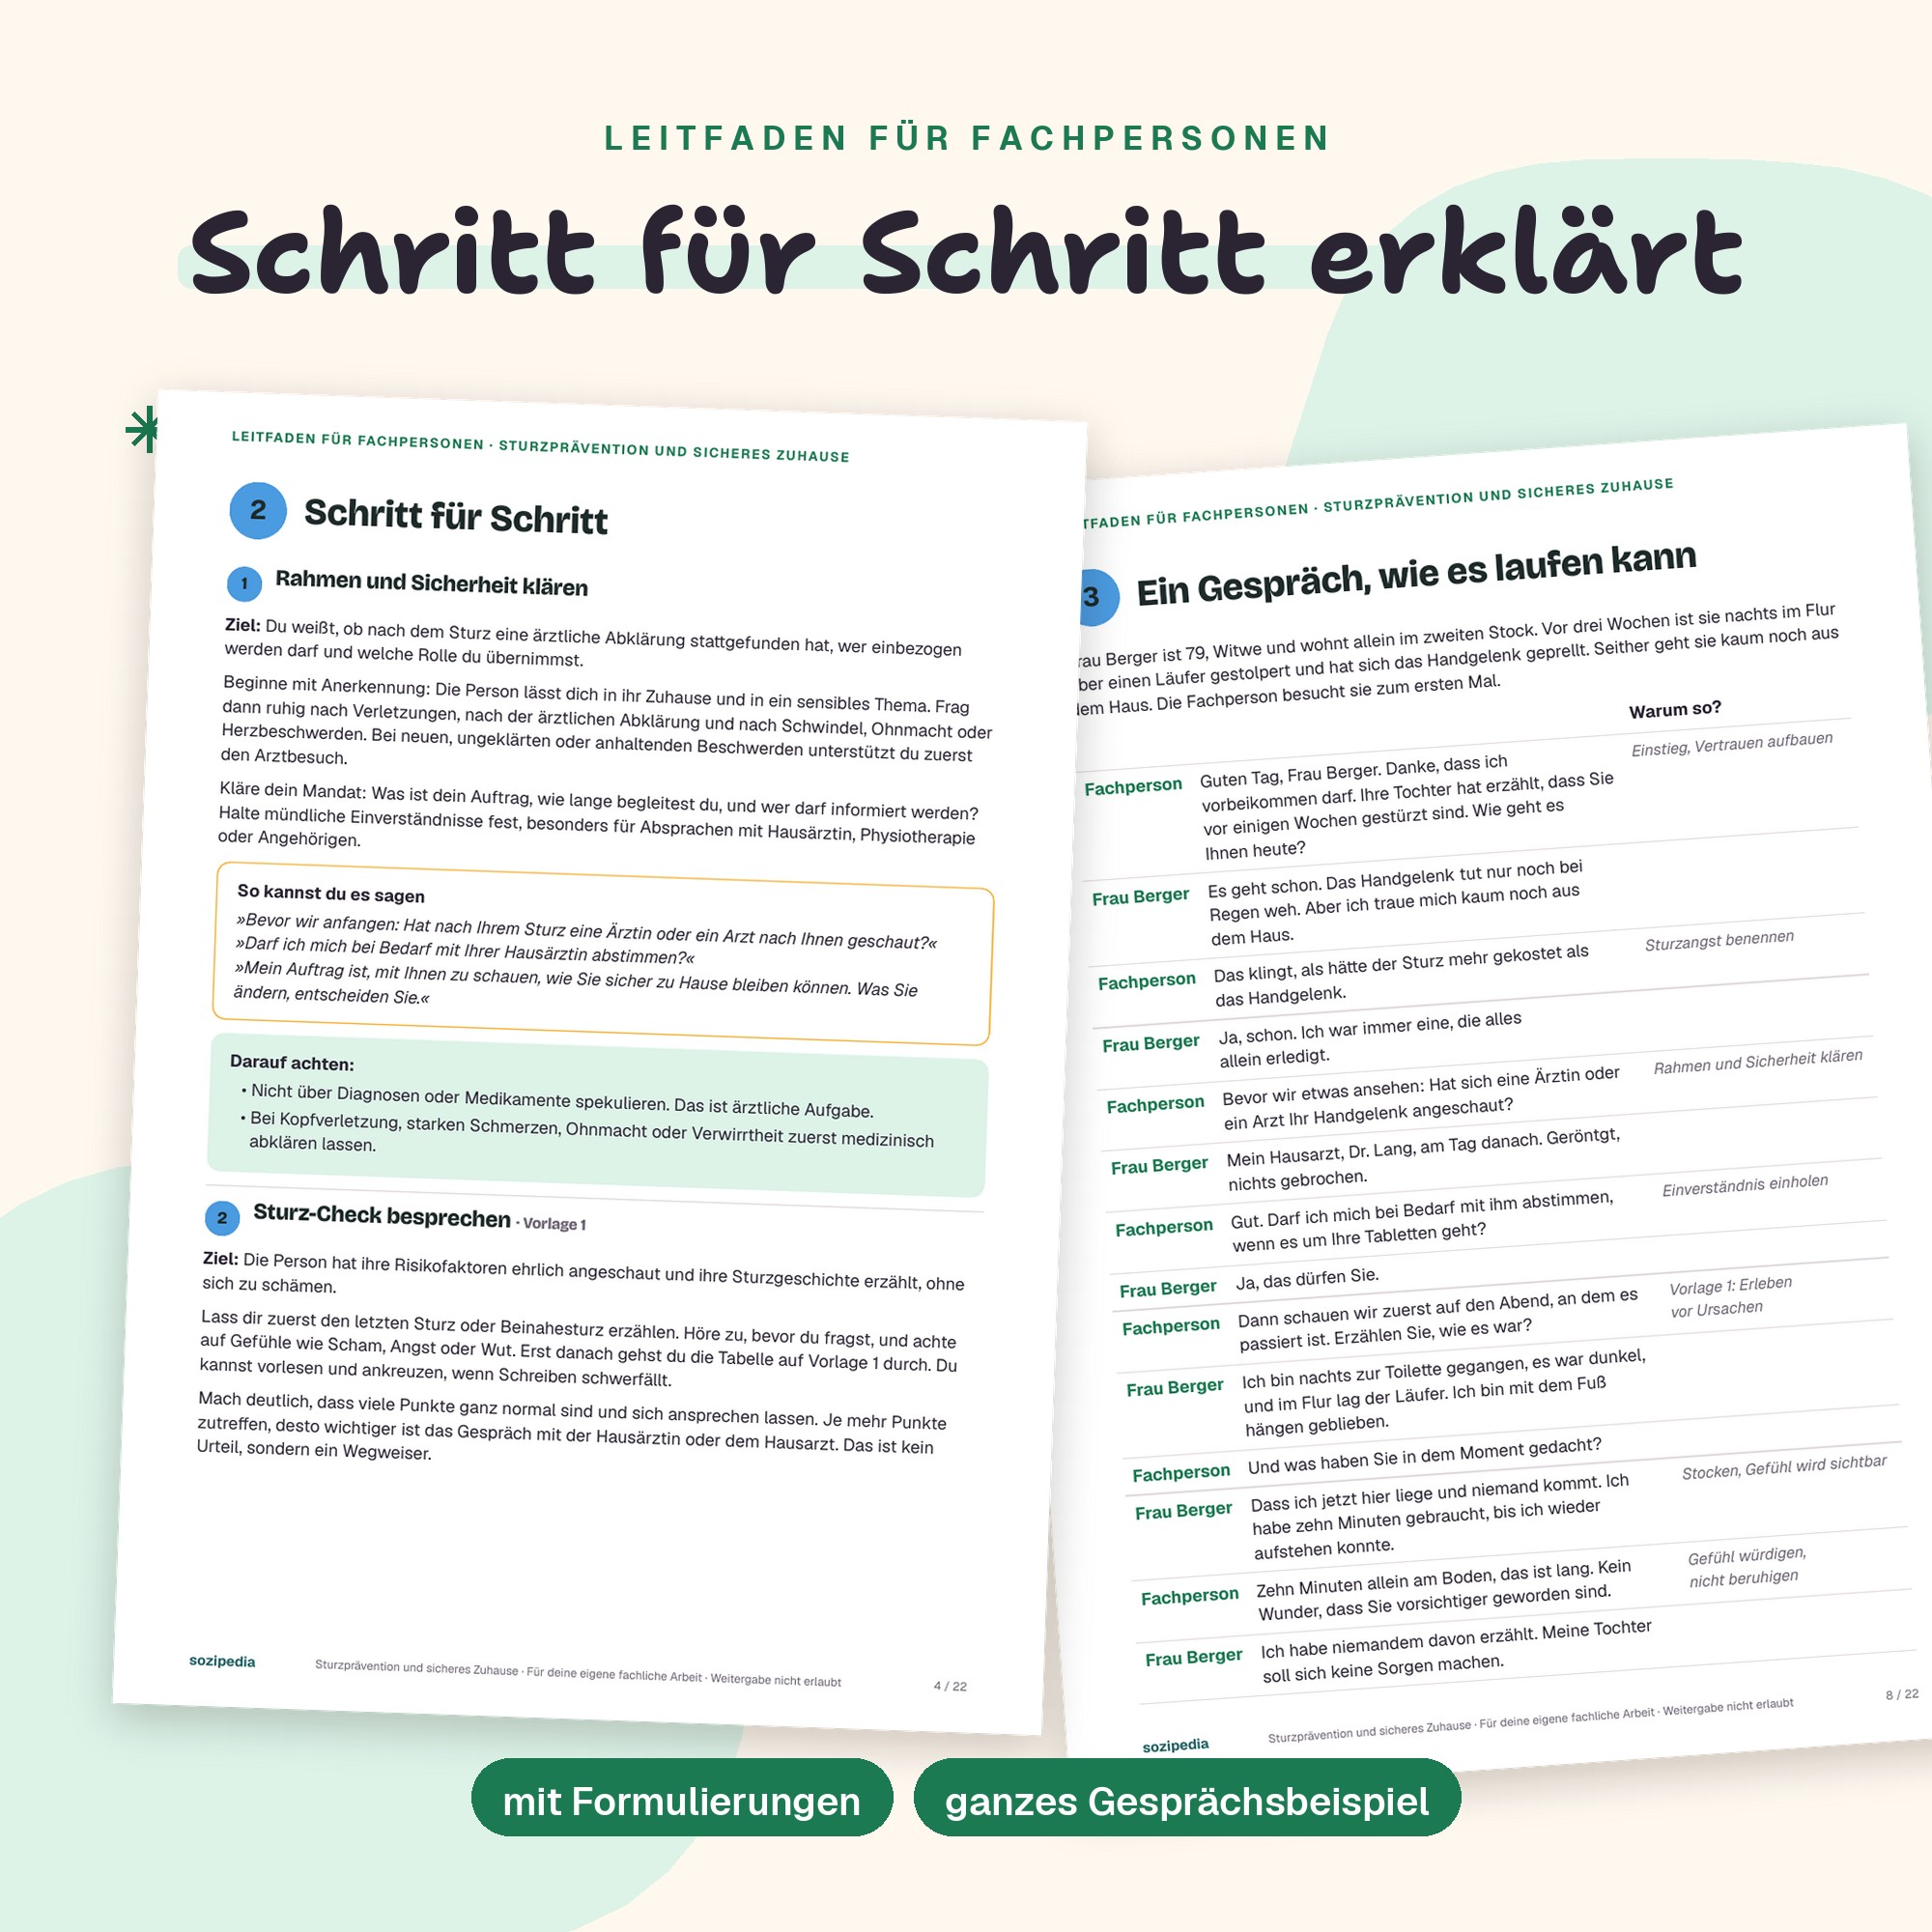 LEITFADEN FÜR FACHPERSONEN
Schritt für Schritt erklärt
LEITFADEN FÜR FACHPERSONEN · STURZPRÄVENTION UND SICHERES ZUHAUSE
2 Schritt für Schritt
1 Rahmen und Sicherheit klären
Ziel: Du weißt, ob nach dem Sturz eine ärztliche Abklärung stattgefunden hat, wer einbezogen
werden darf und welche Rolle du übernimmst.
Beginne mit Anerkennung: Die Person lässt dich in ihr Zuhause und in ein sensibles Thema. Frag
dann ruhig nach Verletzungen, nach der ärztlichen Abklärung und nach Schwindel, Ohnmacht oder
Herzbeschwerden. Bei neuen, ungeklärten oder anhaltenden Beschwerden unterstützt du zuerst
den Arztbesuch.
Kläre dein Mandat: Was ist dein Auftrag, wie lange begleitest du, und wer darf informiert werden?
Halte mündliche Einverständnisse fest, besonders für Absprachen mit Hausärztin, Physiotherapie
oder Angehörigen.
So kannst du es sagen
»Bevor wir anfangen: Hat nach Ihrem Sturz eine Ärztin oder ein Arzt nach Ihnen geschaut?«
»Darf ich mich bei Bedarf mit Ihrer Hausärztin abstimmen?«
»Mein Auftrag ist, mit Ihnen zu schauen, wie Sie sicher zu Hause bleiben können. Was Sie
ändern, entscheiden Sie.«
Darauf achten:
• Nicht über Diagnosen oder Medikamente spekulieren. Das ist ärztliche Aufgabe.
• Bei Kopfverletzung, starken Schmerzen, Ohnmacht oder Verwirrtheit zuerst medizinisch
abklären lassen.
2 Sturz-Check besprechen · Vorlage 1
Ziel: Die Person hat ihre Risikofaktoren ehrlich angeschaut und ihre Sturzgeschichte erzählt, ohne
sich zu schämen.
Lass dir zuerst den letzten Sturz oder Beinahesturz erzählen. Höre zu, bevor du fragst, und achte
auf Gefühle wie Scham, Angst oder Wut. Erst danach gehst du die Tabelle auf Vorlage 1 durch. Du
kannst vorlesen und ankreuzen, wenn Schreiben schwerfällt.
Mach deutlich, dass viele Punkte ganz normal sind und sich ansprechen lassen. Je mehr Punkte
zutreffen, desto wichtiger ist das Gespräch mit der Hausärztin oder dem Hausarzt. Das ist kein
Urteil, sondern ein Wegweiser.
sozipedia Sturzprävention und sicheres Zuhause · Für deine eigene fachliche Arbeit · Weitergabe nicht erlaubt 4 / 22
TFADEN FÜR FACHPERSONEN · STURZPRÄVENTION UND SICHERES ZUHAUSE
3 Ein Gespräch, wie es laufen kann
rau Berger ist 79, Witwe und wohnt allein im zweiten Stock. Vor drei Wochen ist sie nachts im Flur
ber einen Läufer gestolpert und hat sich das Handgelenk geprellt. Seither geht sie kaum noch aus
em Haus. Die Fachperson besucht sie zum ersten Mal.
Warum so?
Fachperson Guten Tag, Frau Berger. Danke, dass ich Einstieg, Vertrauen aufbauen
vorbeikommen darf. Ihre Tochter hat erzählt, dass Sie
vor einigen Wochen gestürzt sind. Wie geht es
Ihnen heute?
Frau Berger Es geht schon. Das Handgelenk tut nur noch bei
Regen weh. Aber ich traue mich kaum noch aus
dem Haus.
Fachperson Das klingt, als hätte der Sturz mehr gekostet als Sturzangst benennen
das Handgelenk.
Frau Berger Ja, schon. Ich war immer eine, die alles
allein erledigt.
Fachperson Bevor wir etwas ansehen: Hat sich eine Ärztin oder Rahmen und Sicherheit klären
ein Arzt Ihr Handgelenk angeschaut?
Frau Berger Mein Hausarzt, Dr. Lang, am Tag danach. Geröntgt,
nichts gebrochen.
Fachperson Gut. Darf ich mich bei Bedarf mit ihm abstimmen, Einverständnis einholen
wenn es um Ihre Tabletten geht?
Frau Berger Ja, das dürfen Sie.
Fachperson Dann schauen wir zuerst auf den Abend, an dem es Vorlage 1: Erleben
passiert ist. Erzählen Sie, wie es war? vor Ursachen
Frau Berger Ich bin nachts zur Toilette gegangen, es war dunkel,
und im Flur lag der Läufer. Ich bin mit dem Fuß
hängen geblieben.
Fachperson Und was haben Sie in dem Moment gedacht?
Frau Berger Dass ich jetzt hier liege und niemand kommt. Ich Stocken, Gefühl wird sichtbar
habe zehn Minuten gebraucht, bis ich wieder
aufstehen konnte.
Fachperson Zehn Minuten allein am Boden, das ist lang. Kein Gefühl würdigen,
Wunder, dass Sie vorsichtiger geworden sind. nicht beruhigen
Frau Berger Ich habe niemandem davon erzählt. Meine Tochter
soll sich keine Sorgen machen.
sozipedia Sturzprävention und sicheres Zuhause · Für deine eigene fachliche Arbeit · Weitergabe nicht erlaubt 8 / 22
mit Formulierungen
ganzes Gesprächsbeispiel